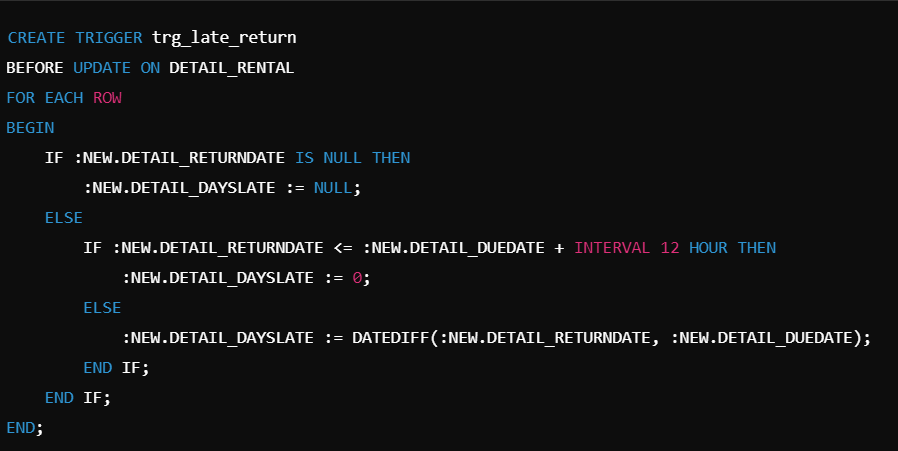 CREATE TRIGGER trg_late_return
BEFORE UPDATE ON DETAIL_RENTAL
FOR EACH ROW
BEGIN
    IF :NEW.DETAIL_RETURNDATE IS NULL THEN
        :NEW.DETAIL_DAYSLATE := NULL;
    ELSE
        IF :NEW.DETAIL_RETURNDATE <= :NEW.DETAIL_DUEDATE + INTERVAL 12 HOUR THEN
            :NEW.DETAIL_DAYSLATE := 0;
        ELSE
            :NEW.DETAIL_DAYSLATE := DATEDIFF(:NEW.DETAIL_RETURNDATE, :NEW.DETAIL_DUEDATE);
        END IF;
    END IF;
END;